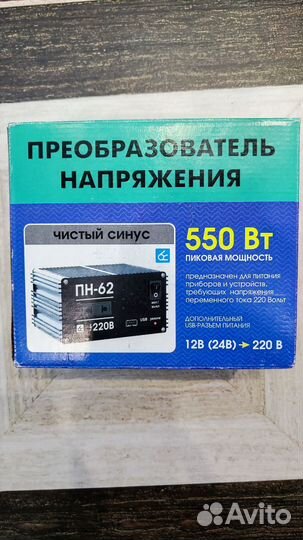 ПРЕОБРАЗОВАТЕЛЬ
НАПРЯЖЕНИЯ
ЧИСТЫЙ СИНУС
550 Вт
ПИКОВАЯ МОЩНОСТЬ
предназначен для питания
приборов и устройств,
требующих напряжения
переменного тока 220 Вольт
ДОПОЛНИТЕЛЬНЫЙ
USB-РАЗЪЕМ ПИТАНИЯ
12В (24В) → 220 В
ПН-62
220В
USB
Avito